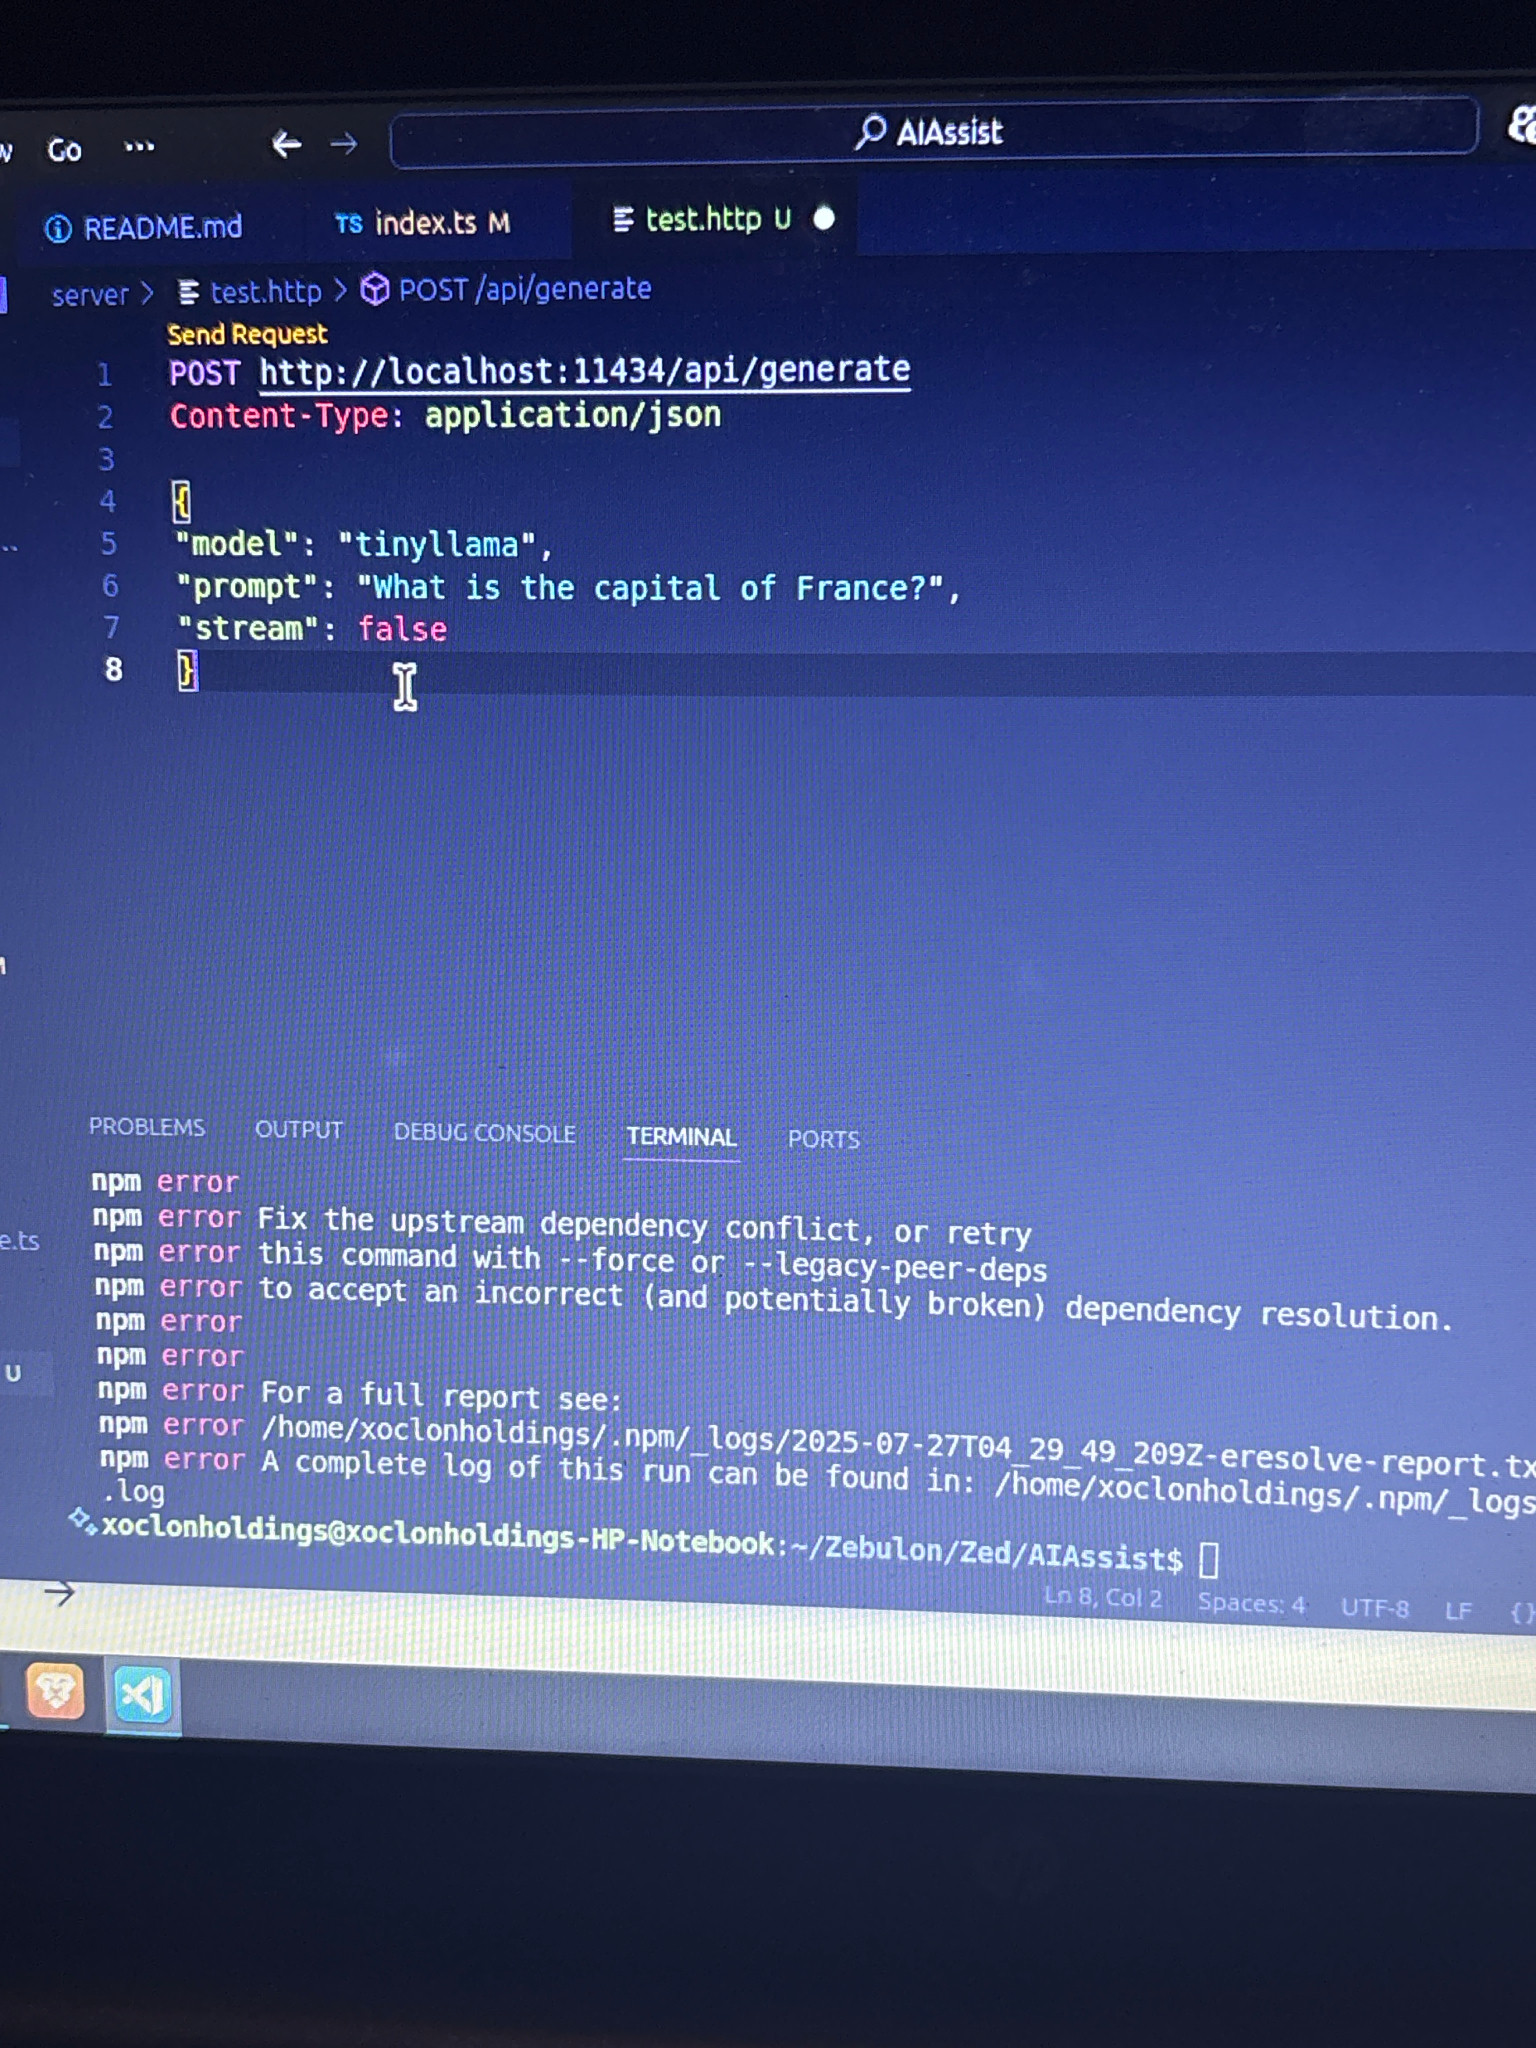 Go ...
AIAssist
README.md
TS index.ts M
test.http U
server > test.http > POST /api/generate
Send Request
1 POST http://localhost:11434/api/generate
2 Content-Type: application/json
3
4 {
5 "model": "tinyllama",
6 "prompt": "What is the capital of France?",
7 "stream": false
8 }
PROBLEMS OUTPUT DEBUG CONSOLE TERMINAL PORTS
npm error
npm error Fix the upstream dependency conflict, or retry
npm error this command with --force or --legacy-peer-deps
npm error to accept an incorrect (and potentially broken) dependency resolution.
npm error
npm error
npm error For a full report see:
npm error /home/xoclonholdings/.npm/_logs/2025-07-27T04_29_49_209Z-eresolve-report.tx
npm error A complete log of this run can be found in: /home/xoclonholdings/.npm/_logs
.log
xoclonholdings@xoclonholdings-HP-Notebook:~/Zebulon/Zed/AIAssist$
e.ts
U
Ln 8, Col 2 Spaces: 4 UTF-8 LF {}